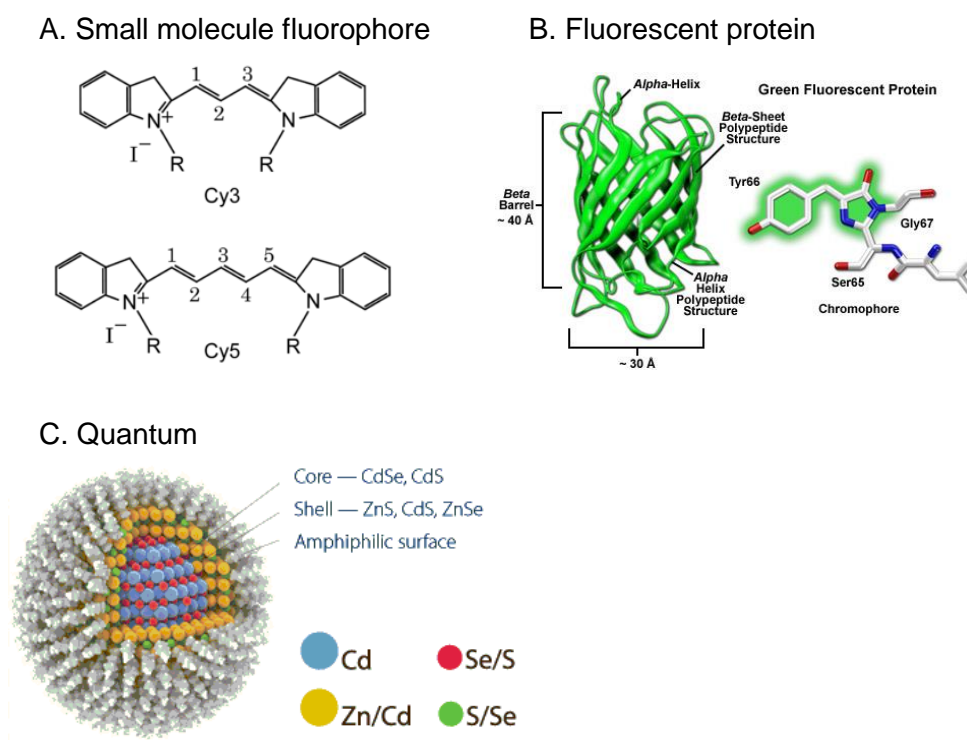 A. Small molecule fluorophore
1
3
2
N
+
I−
R
R
N
Cy3
1
3
5
2
4
N
+
I−
R
R
N
Cy5
B. Fluorescent protein
Alpha-Helix
Green Fluorescent Protein
Beta-Sheet
Polypeptide
Structure
Tyr66
Beta
Barrel
~ 40 Å
Gly67
Ser65
Alpha
Helix
Polypeptide
Structure
Chromophore
~ 30 Å
C. Quantum
Core — CdSe, CdS
Shell — ZnS, CdS, ZnSe
Amphiphilic surface
Cd
Se/S
Zn/Cd
S/Se